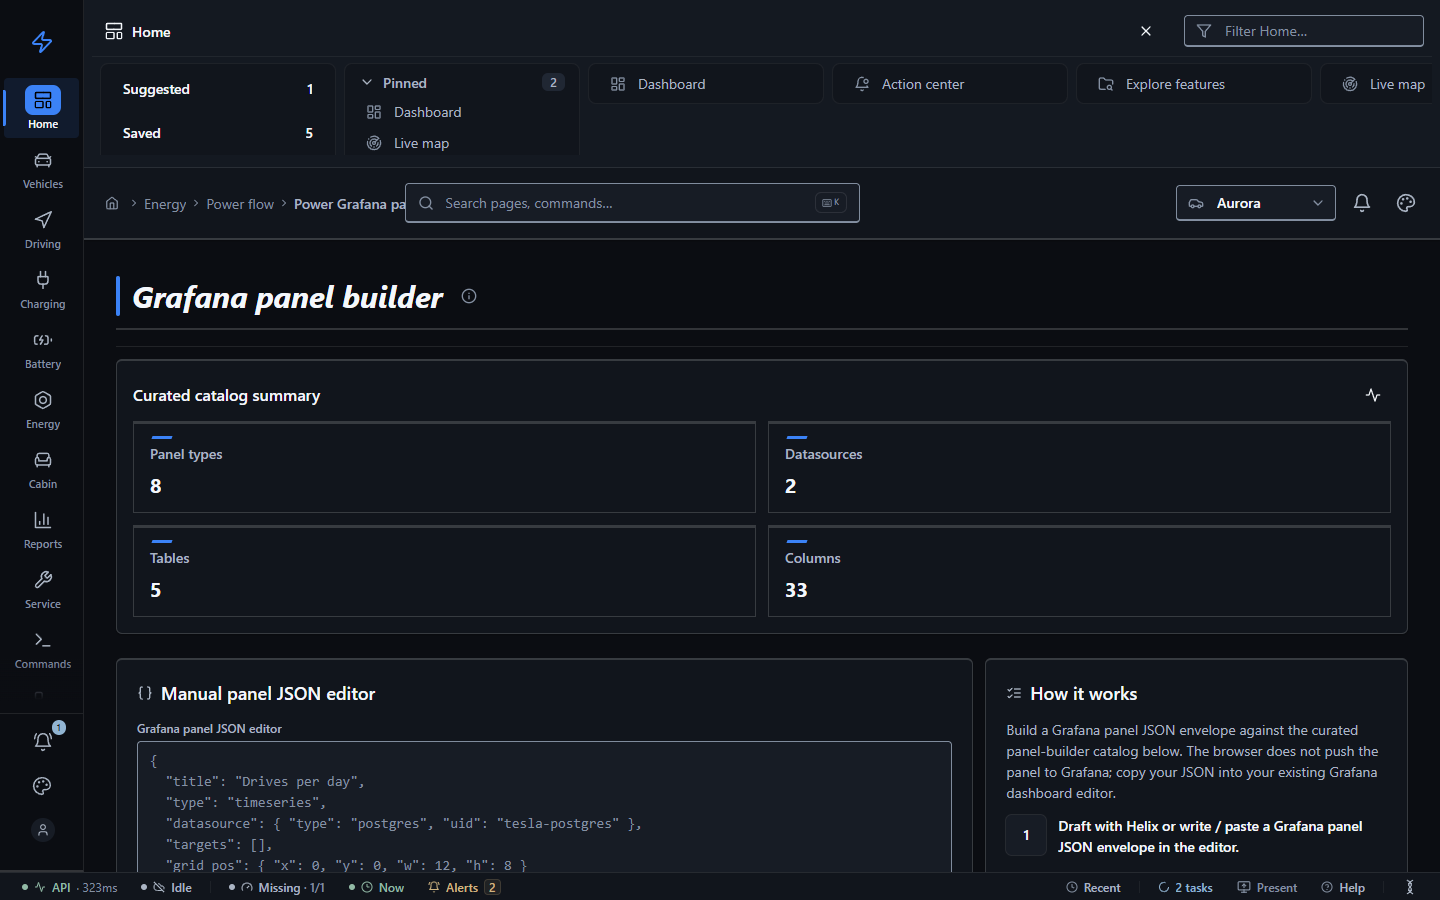 Home
Filter Home...
Suggested 1
Saved 5
Pinned 2
Dashboard
Live map
Dashboard
Action center
Explore features
Live map
Home
Vehicles
Driving
Charging
Battery
Energy
Cabin
Reports
Service
Commands
1
Energy > Power flow > Power Grafana pa
Search pages, commands...
K
Aurora
Grafana panel builder
Curated catalog summary
Panel types
8
Datasources
2
Tables
5
Columns
33
Manual panel JSON editor
Grafana panel JSON editor
{
"title": "Drives per day",
"type": "timeseries",
"datasource": { "type": "postgres", "uid": "tesla-postgres" },
"targets": [],
"grid_pos": { "x": 0, "y": 0, "w": 12, "h": 8 }
How it works
Build a Grafana panel JSON envelope against the curated
panel-builder catalog below. The browser does not push the
panel to Grafana; copy your JSON into your existing Grafana
dashboard editor.
1
Draft with Helix or write / paste a Grafana panel
JSON envelope in the editor.
API · 323ms
Idle
Missing · 1/1
Now
Alerts 2
Recent
2 tasks
Present
Help